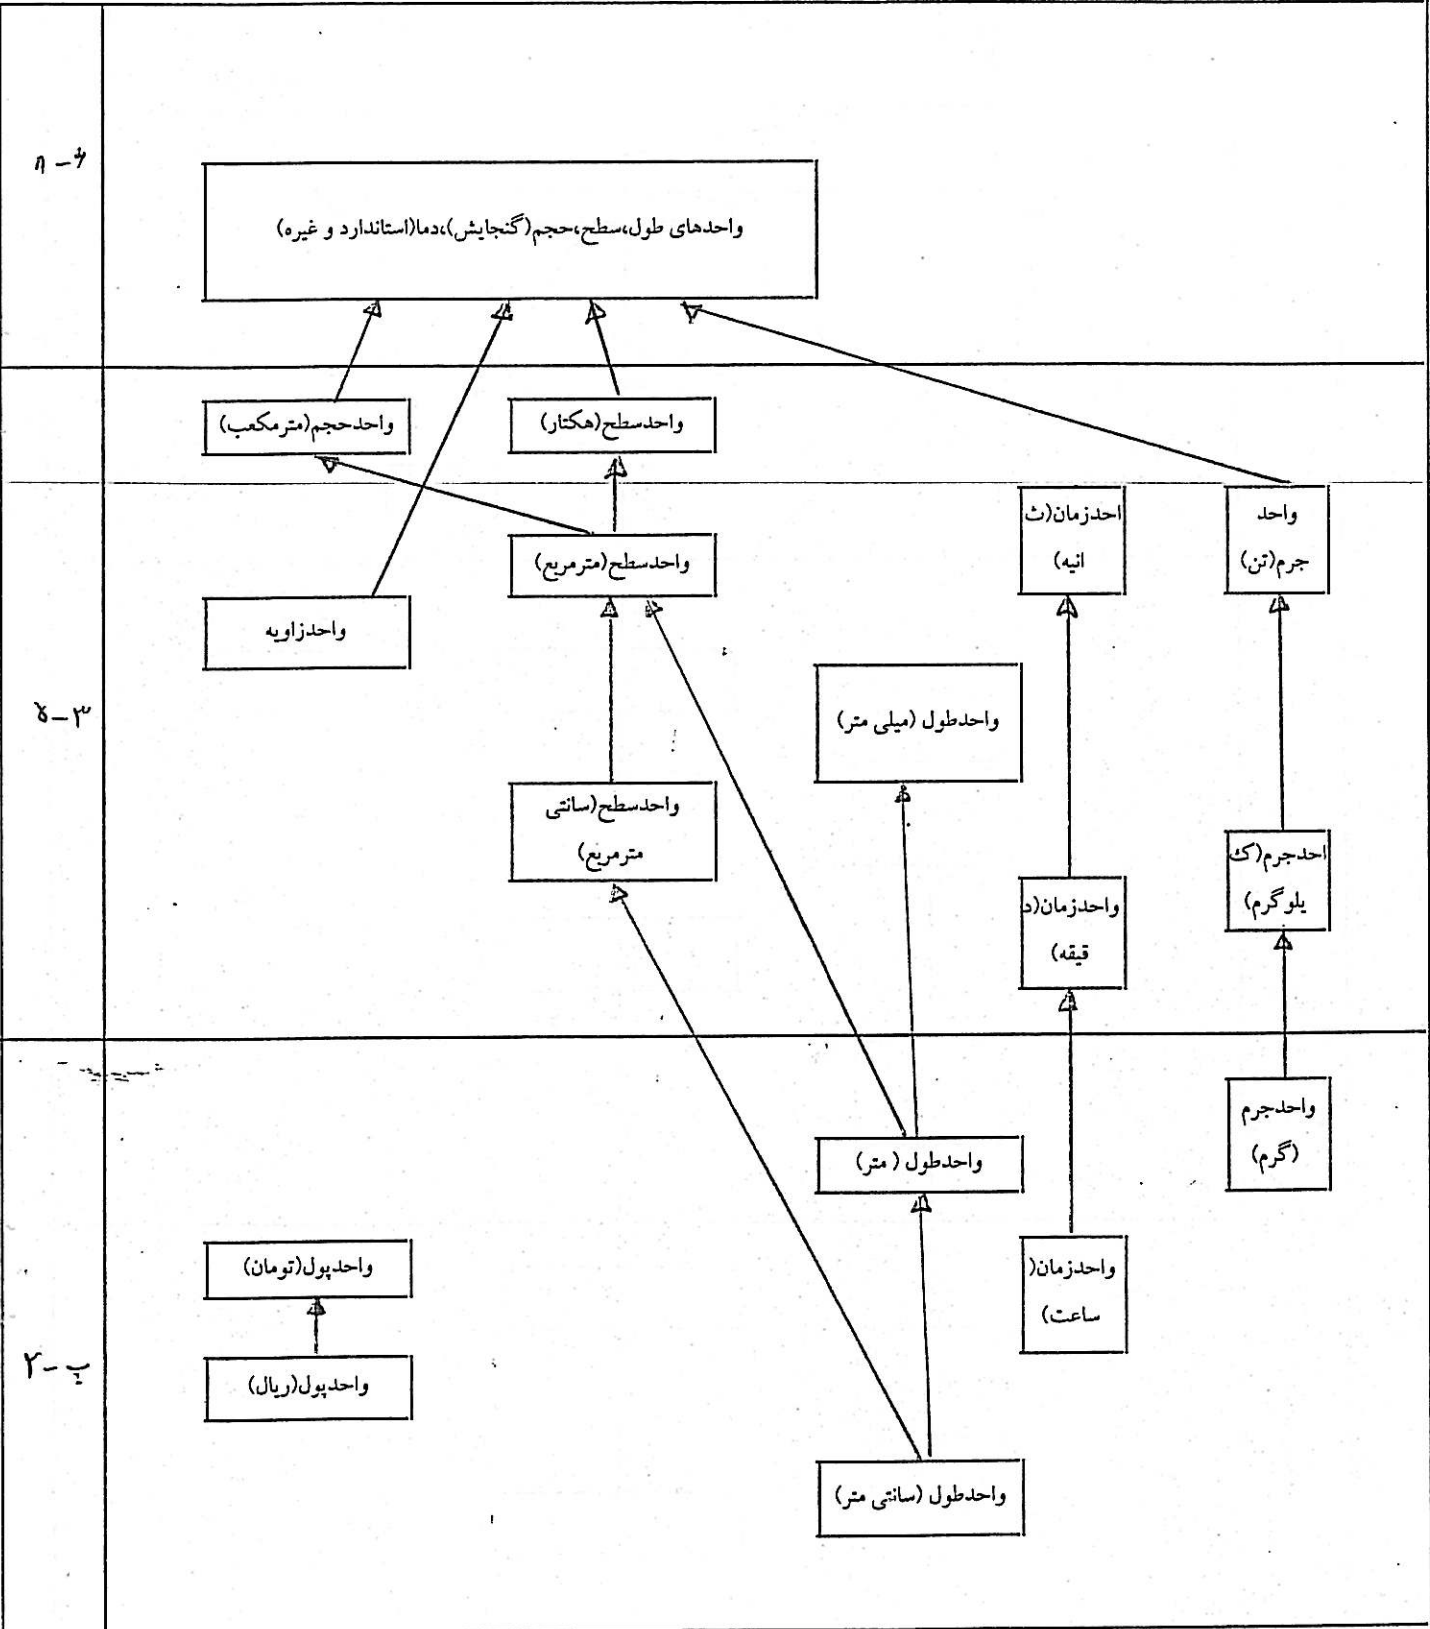 ۶-۸
واحدهای طول،سطح،حجم(گنجایش)،دما(استاندارد و غیره)
واحدسطح(هکتار)
واحدحجم(مترمکعب)
واحد
جرم(تن)
احدزمان(ث
انیه)
واحدسطح(مترمربع)
واحدزاویه
۳-۵
واحدطول (میلی متر)
واحدسطح(سانتی
مترمربع)
احدجرم(ک
یلوگرم)
واحدزمان(د
قیقه)
واحدجرم
(گرم)
واحدطول ( متر)
واحدزمان(
ساعت)
واحدپول(تومان)
پ-۲
واحدپول(ریال)
واحدطول (سانتی متر)